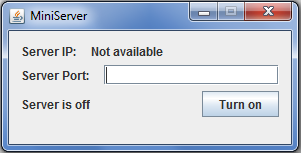 MiniServer
Server IP: Not available
Server Port:
Server is off Turn on